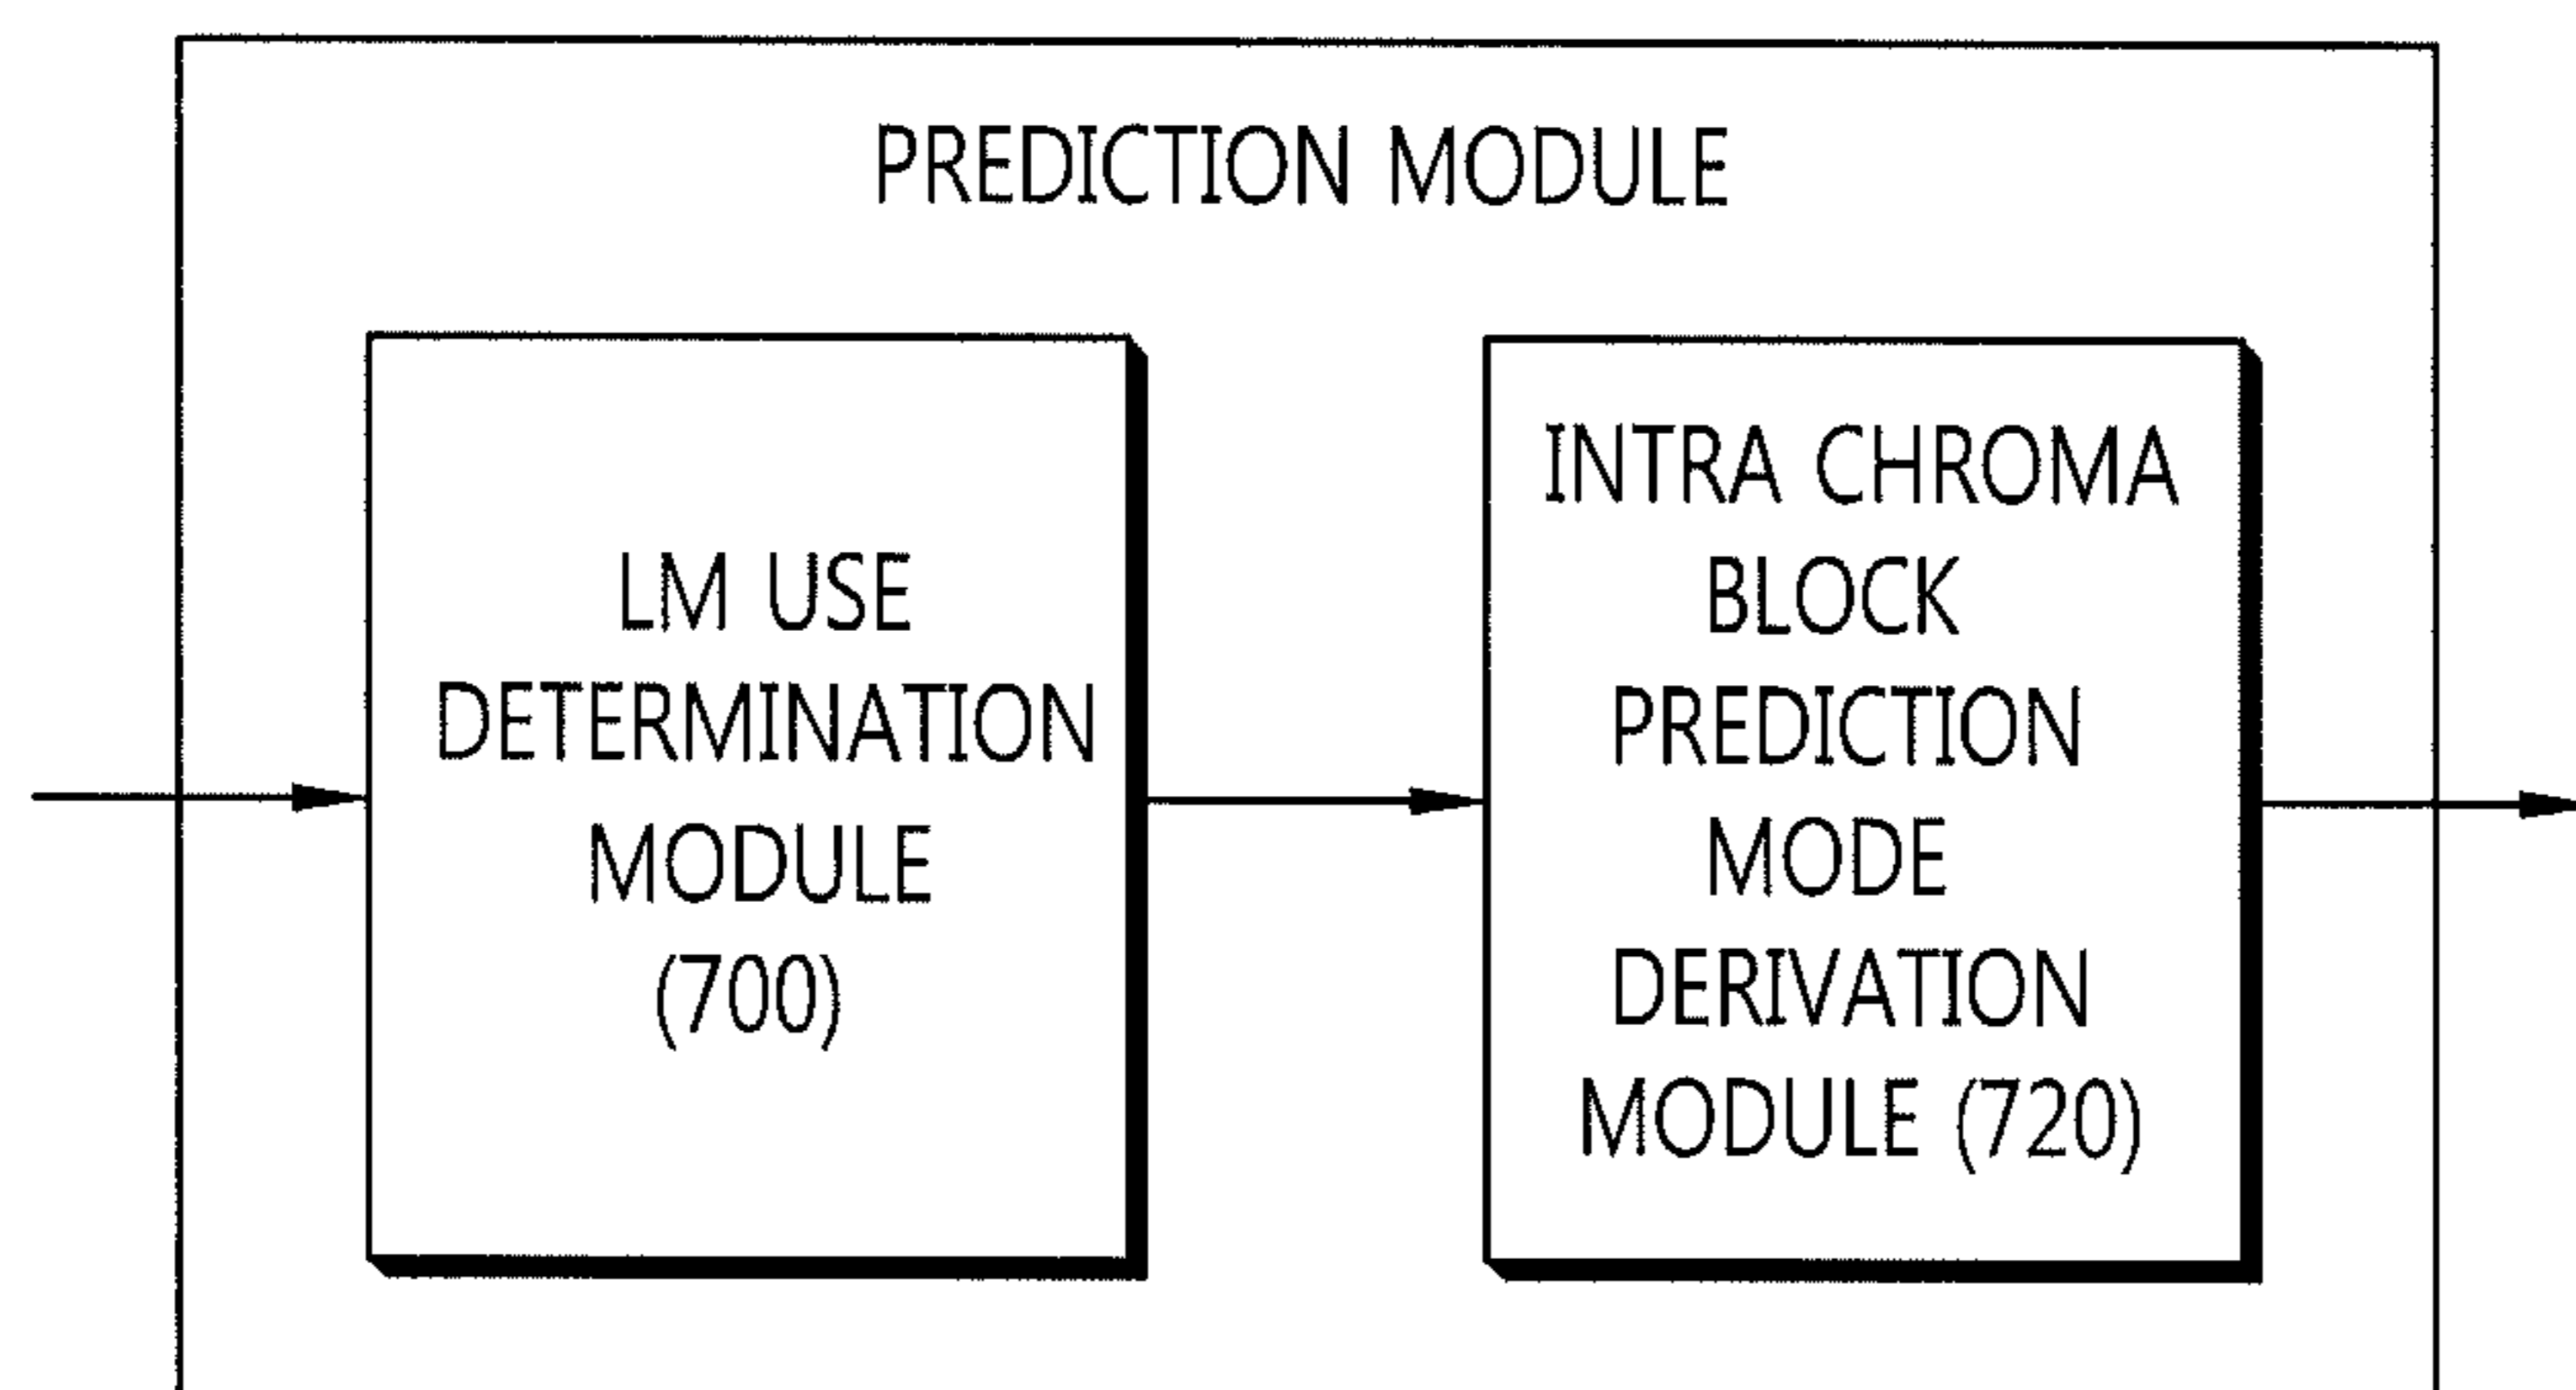 PREDICTION MODULE
LM USE
DETERMINATION
MODULE
(700)
INTRA CHROMA
BLOCK
PREDICTION
MODE
DERIVATION
MODULE (720)